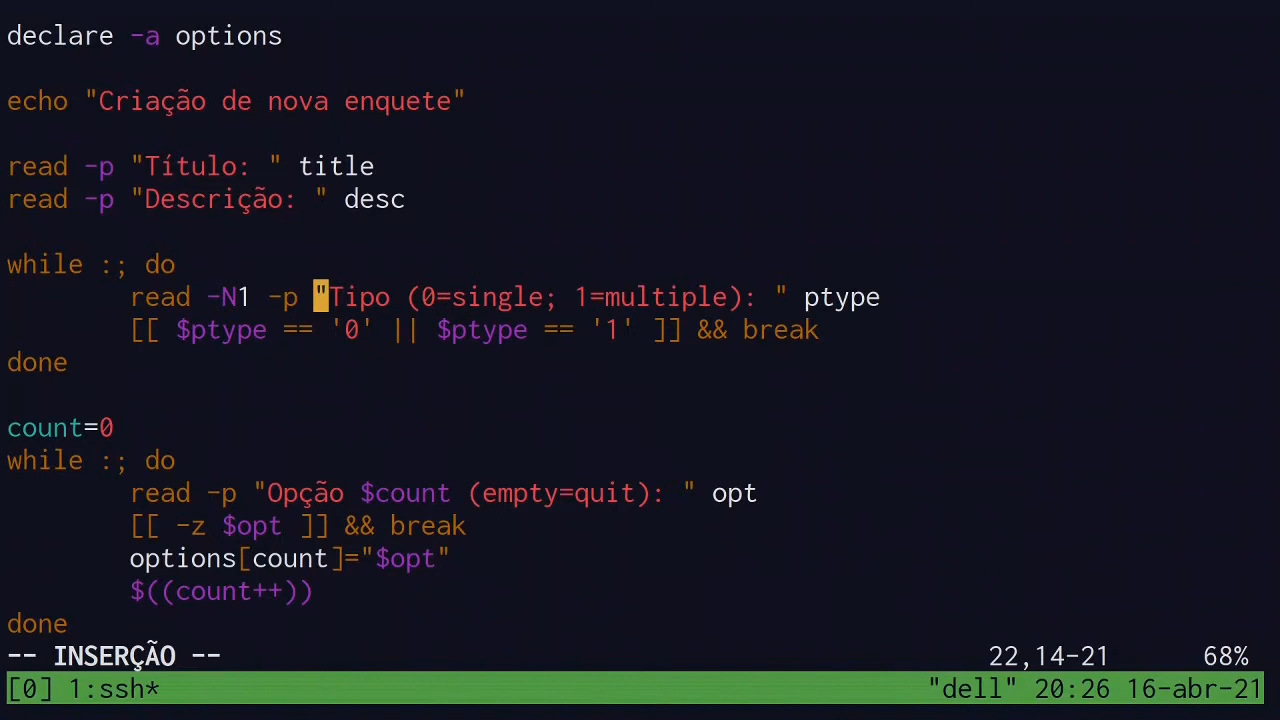 declare -a options
echo "Criação de nova enquete"
read -p "Título: " title
read -p "Descrição: " desc
while :; do
read -N1 -p "Tipo (0=single; 1=multiple): " ptype
[[ $ptype == '0' || $ptype == '1' ]] && break
done
count=0
while :; do
read -p "Opção $count (empty=quit): " opt
[[ -z $opt ]] && break
options[count]="$opt"
$((count++))
done
-- INSERÇÃO -- 22,14-21 68%
[0] 1:ssh* "dell" 20:26 16-abr-21